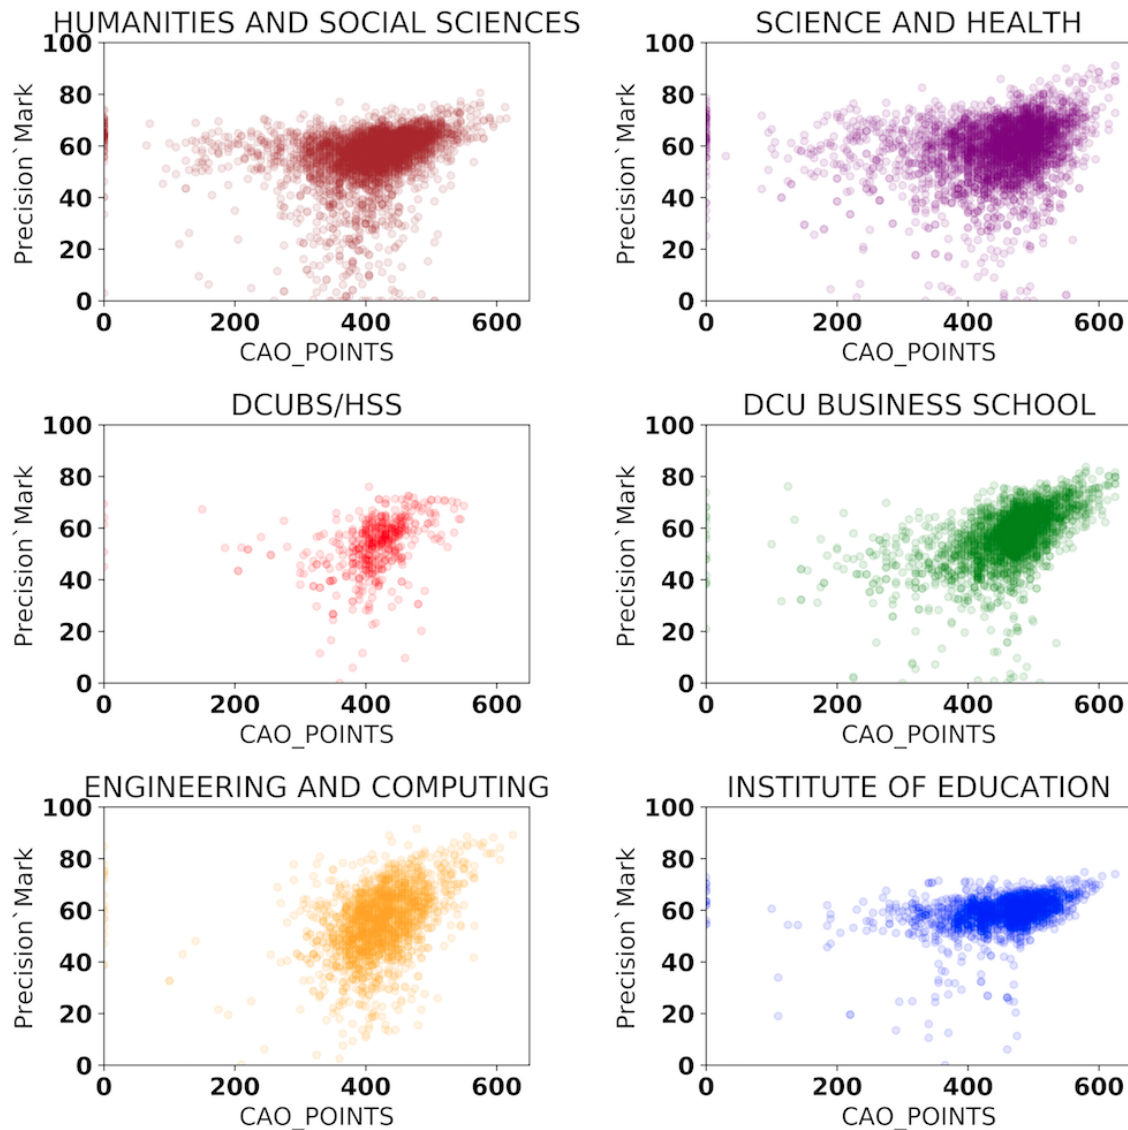 HUMANITIES AND SOCIAL SCIENCES
100
80
60
40
20
0
Precision`Mark
0 200 400 600
CAO_POINTS
SCIENCE AND HEALTH
100
80
60
40
20
0
Precision`Mark
0 200 400 600
CAO_POINTS
DCUBS/HSS
100
80
60
40
20
0
Precision`Mark
0 200 400 600
CAO_POINTS
DCU BUSINESS SCHOOL
100
80
60
40
20
0
Precision`Mark
0 200 400 600
CAO_POINTS
ENGINEERING AND COMPUTING
100
80
60
40
20
0
Precision`Mark
0 200 400 600
CAO_POINTS
INSTITUTE OF EDUCATION
100
80
60
40
20
0
Precision`Mark
0 200 400 600
CAO_POINTS